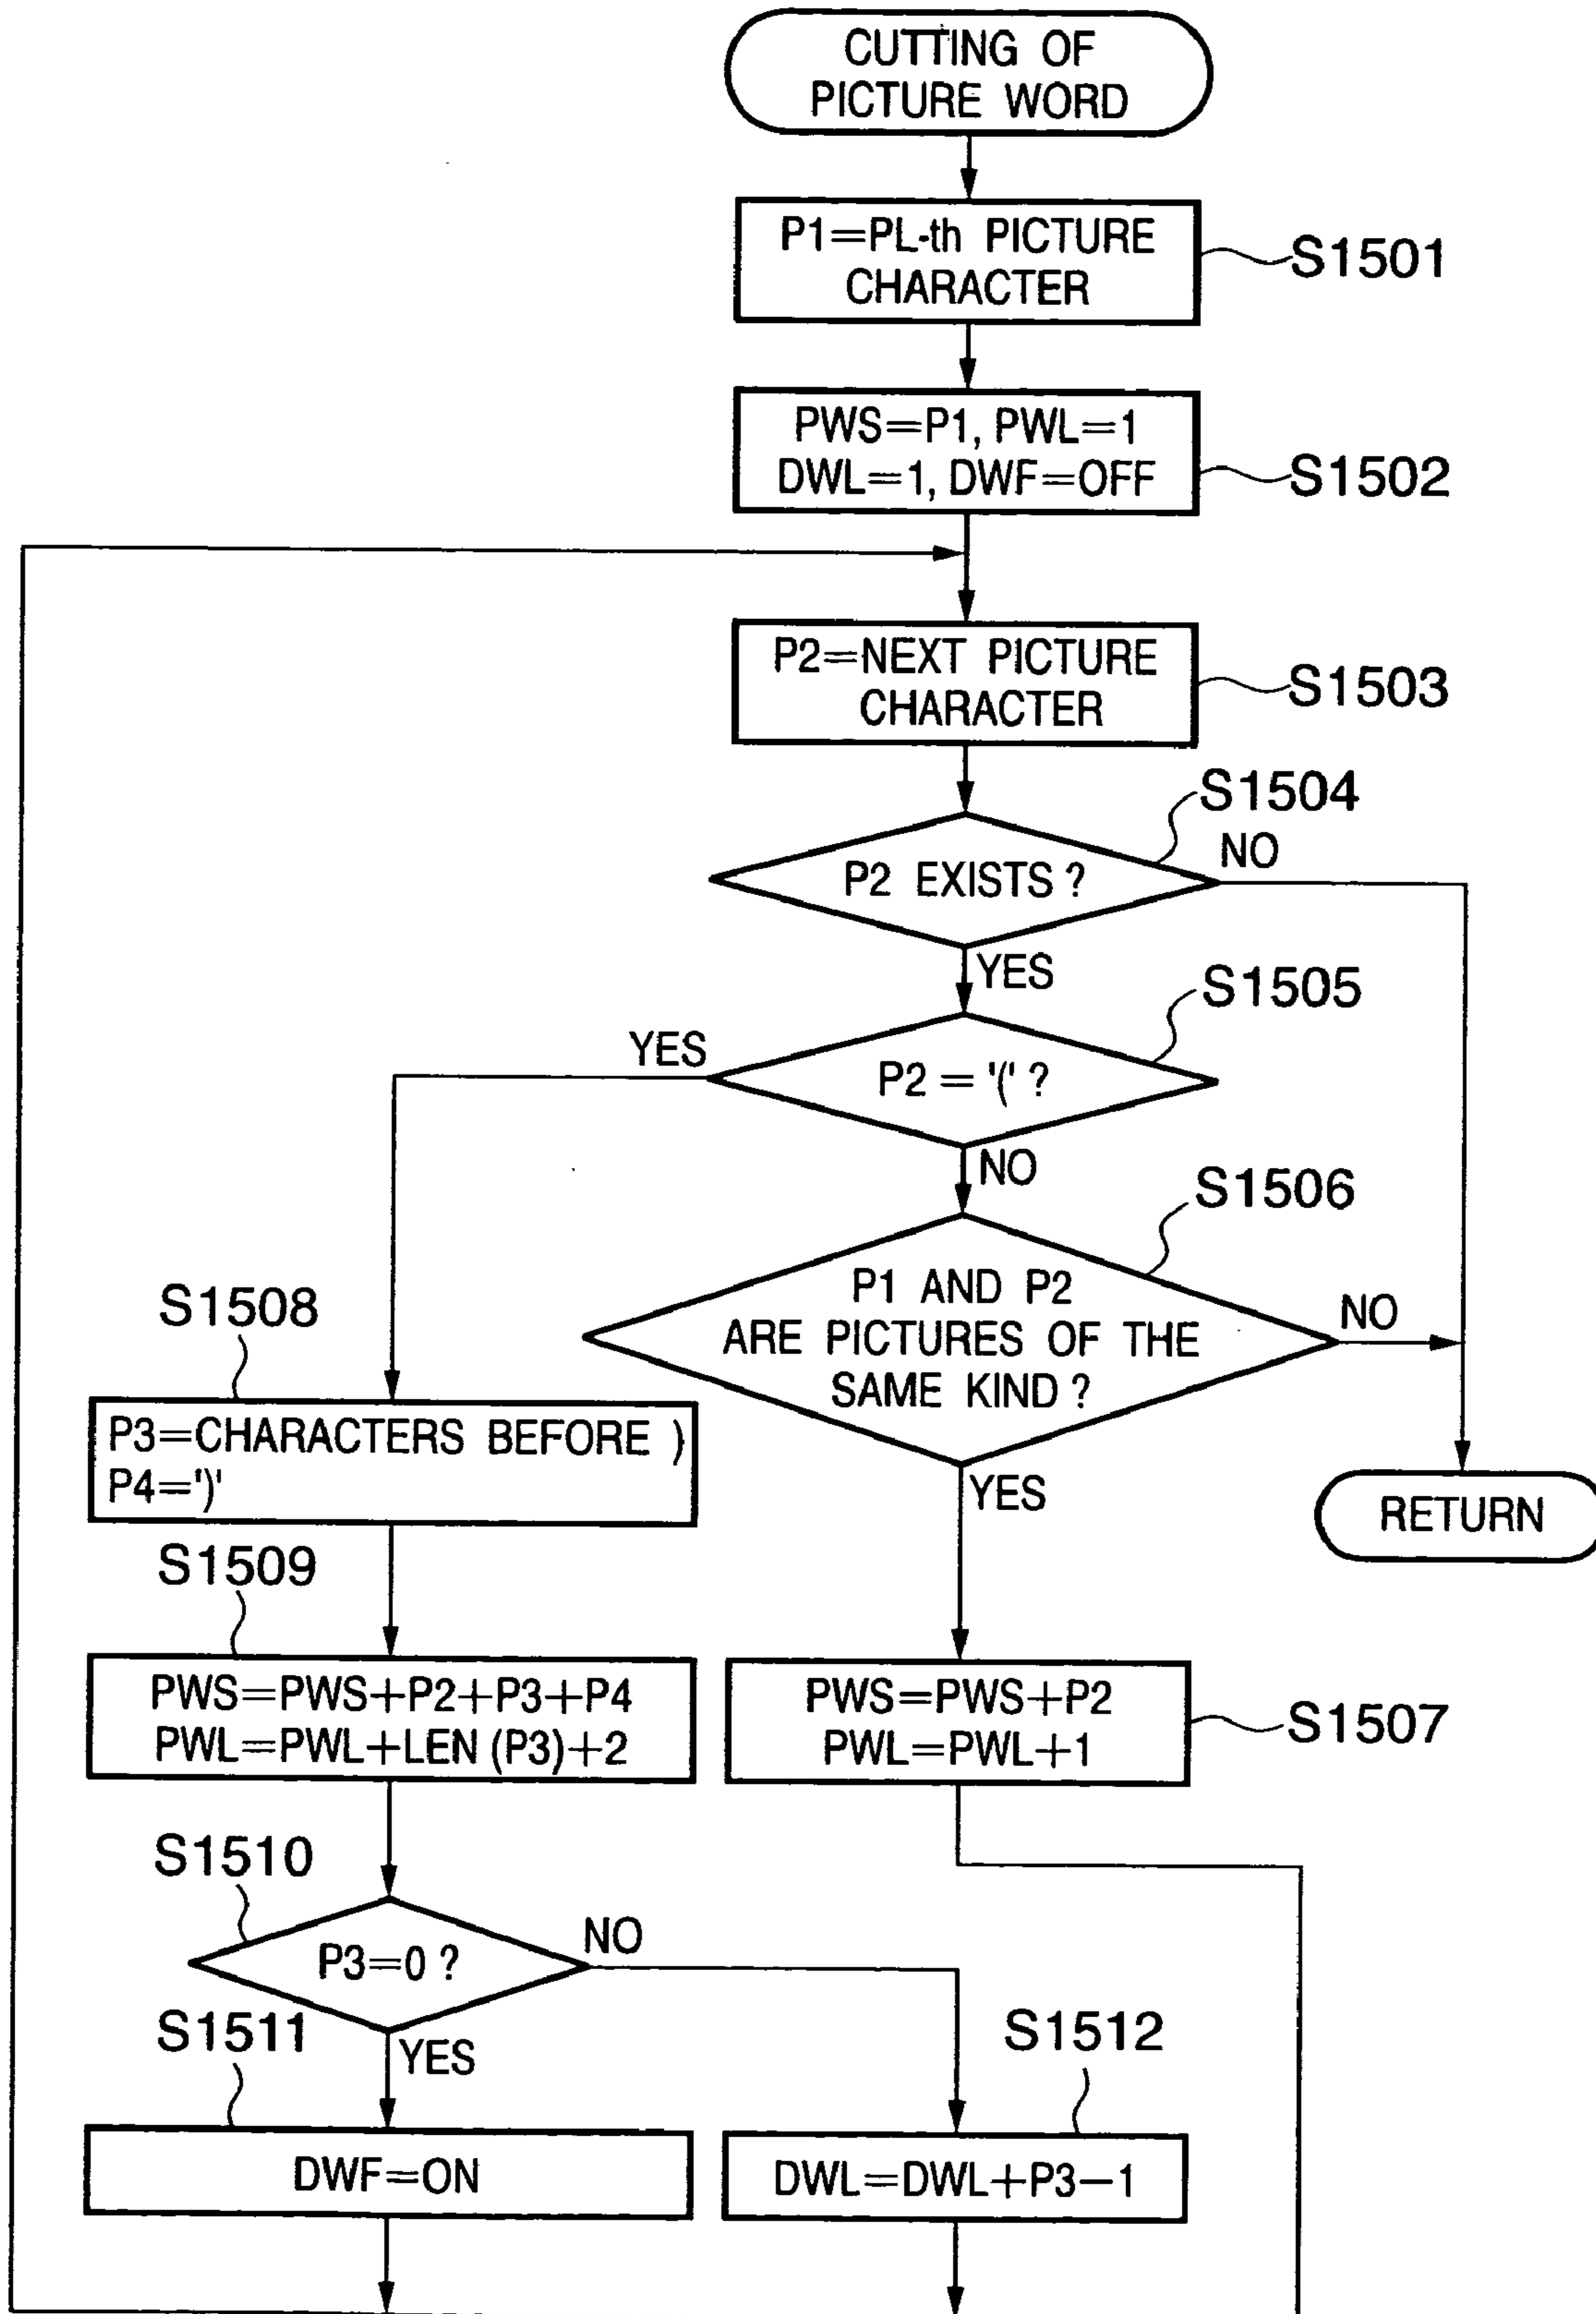 CUTTING OF
PICTURE WORD
P1=PL-th PICTURE
CHARACTER
S1501
PWS=P1, PWL=1
DWL=1, DWF=OFF
S1502
P2=NEXT PICTURE
CHARACTER
S1503
S1504
P2 EXISTS ?
NO
YES
S1505
YES
P2 = '(' ?
NO
S1506
P1 AND P2
ARE PICTURES OF THE
SAME KIND ?
NO
YES
RETURN
S1508
P3=CHARACTERS BEFORE )
P4=')'
S1509
PWS=PWS+P2+P3+P4
PWL=PWL+LEN (P3)+2
PWS=PWS+P2
PWL=PWL+1
S1507
S1510
P3=0 ?
NO
YES
S1511
DWF=ON
S1512
DWL=DWL+P3-1